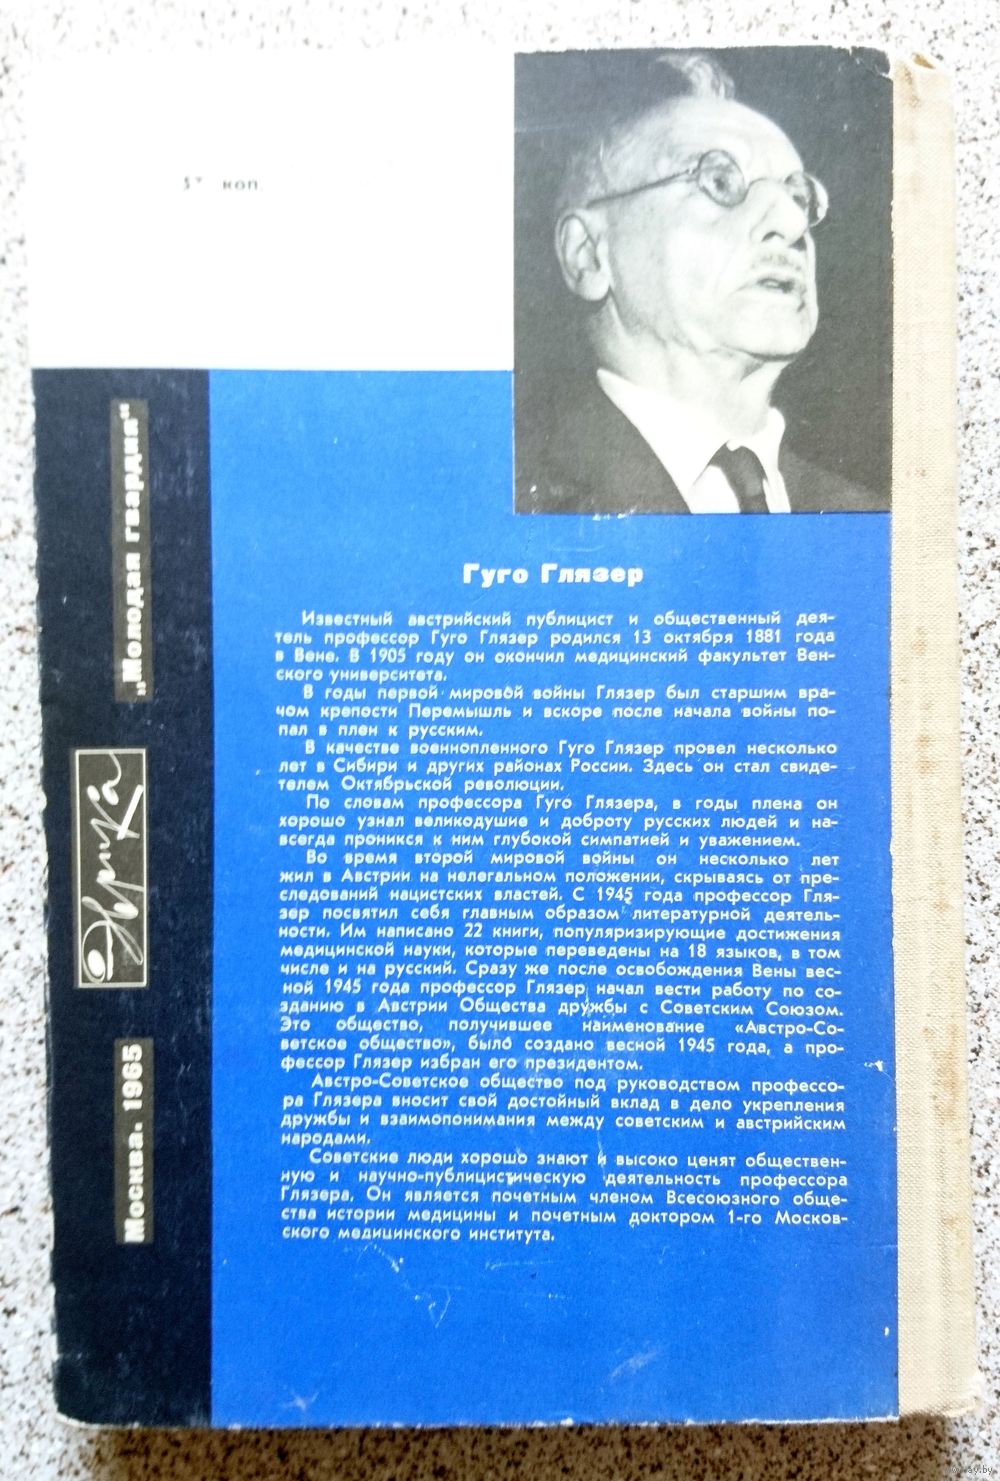 коп.
„Молодая гвардия“
Эврика
Москва. 1965
Гуго Глязер
Известный австрийский публицист и общественный дея-
тель профессор Гуго Глязер родился 13 октября 1881 года
в Вене. В 1905 году он окончил медицинский факультет Вен-
ского университета.
В годы первой мировой войны Глязер был старшим вра-
чом крепости Перемышль и вскоре после начала войны по-
пал в плен к русским.
В качестве военнопленного Гуго Глязер провел несколько
лет в Сибири и других районах России. Здесь он стал свиде-
телем Октябрьской революции.
По словам профессора Гуго Глязера, в годы плена он
хорошо узнал великодушие и доброту русских людей и на-
всегда проникся к ним глубокой симпатией и уважением.
Во время второй мировой войны он несколько лет
жил в Австрии на нелегальном положении, скрываясь от пре-
следований нацистских властей. С 1945 года профессор Гля-
зер посвятил себя главным образом литературной деятель-
ности. Им написано 22 книги, популяризирующие достижения
медицинской науки, которые переведены на 18 языков, в том
числе и на русский. Сразу же после освобождения Вены вес-
ной 1945 года профессор Глязер начал вести работу по со-
зданию в Австрии Общества дружбы с Советским Союзом.
Это общество, получившее наименование «Австро-Со-
ветское общество», было создано весной 1945 года, а про-
фессор Глязер избран его президентом.
Австро-Советское общество под руководством профессо-
ра Глязера вносит свой достойный вклад в дело укрепления
дружбы и взаимопонимания между советским и австрийским
народами.
Советские люди хорошо знают и высоко ценят обществен-
ную и научно-публицистическую деятельность профессора
Глязера. Он является почетным членом Всесоюзного обще-
ства истории медицины и почетным доктором 1-го Москов-
ского медицинского института.